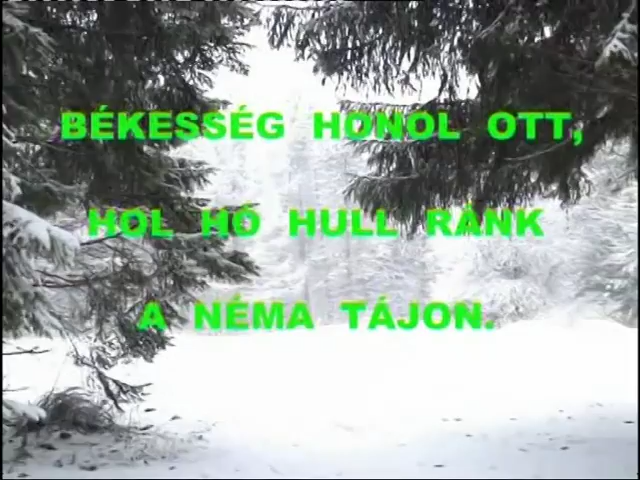 BÉKESSÉG HONOL OTT,
HOL HÓ HULL RÁNK
A NÉMA TÁJON.